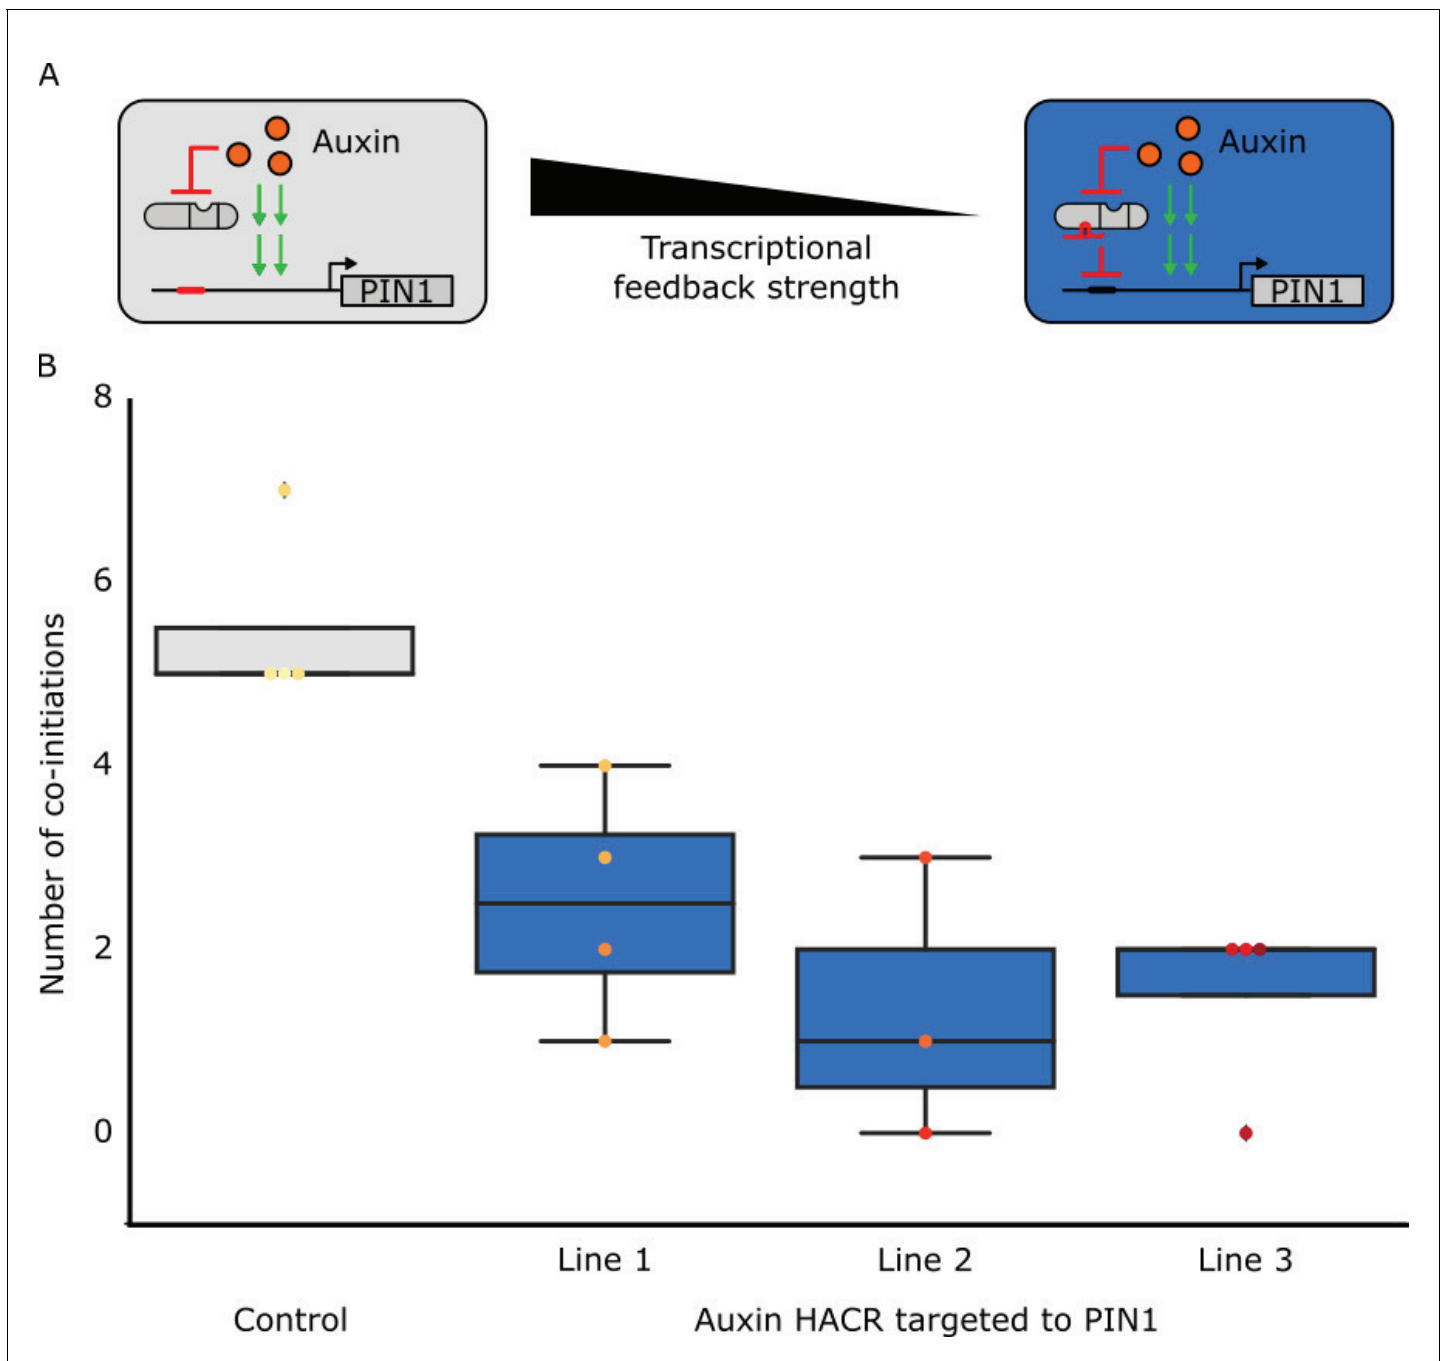 A
Auxin
PIN1
Transcriptional
feedback strength
Auxin
PIN1
B
8
6
4
2
0
Number of co-initiations
Line 1
Line 2
Line 3
Control
Auxin HACR targeted to PIN1